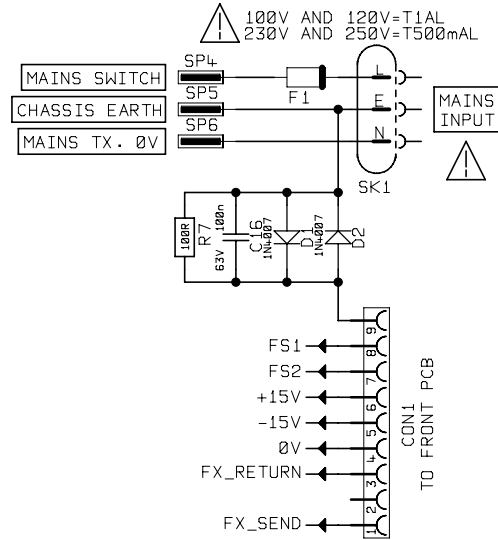 100V AND 120V=T1AL
230V AND 250V=T500mAL
SP4
MAINS SWITCH
F1
L
SP5
CHASSIS EARTH
E
MAINS
INPUT
SP6
MAINS TX. 0V
N
SK1
100R
R7
100n
63V
C16
1N4007
D1
1N4007
D2
9
FS1
8
FS2
7
+15V
6
-15V
5
0V
4
FX_RETURN
3
2
FX_SEND
1
CON1
TO FRONT PCB